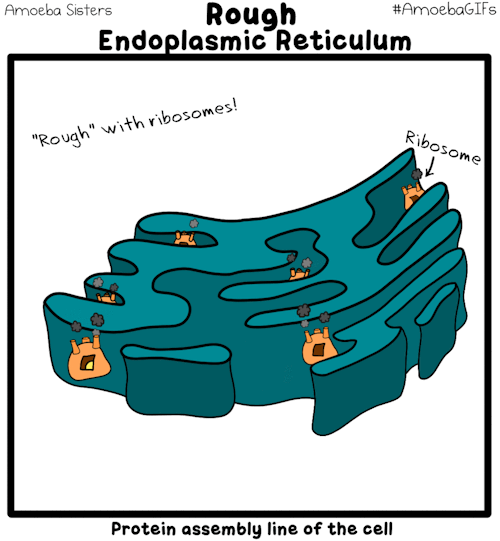 Amoeba Sisters
#AmoebaGIFs
Rough
Endoplasmic Reticulum
"Rough" with ribosomes!
Ribosome
Protein assembly line of the cell